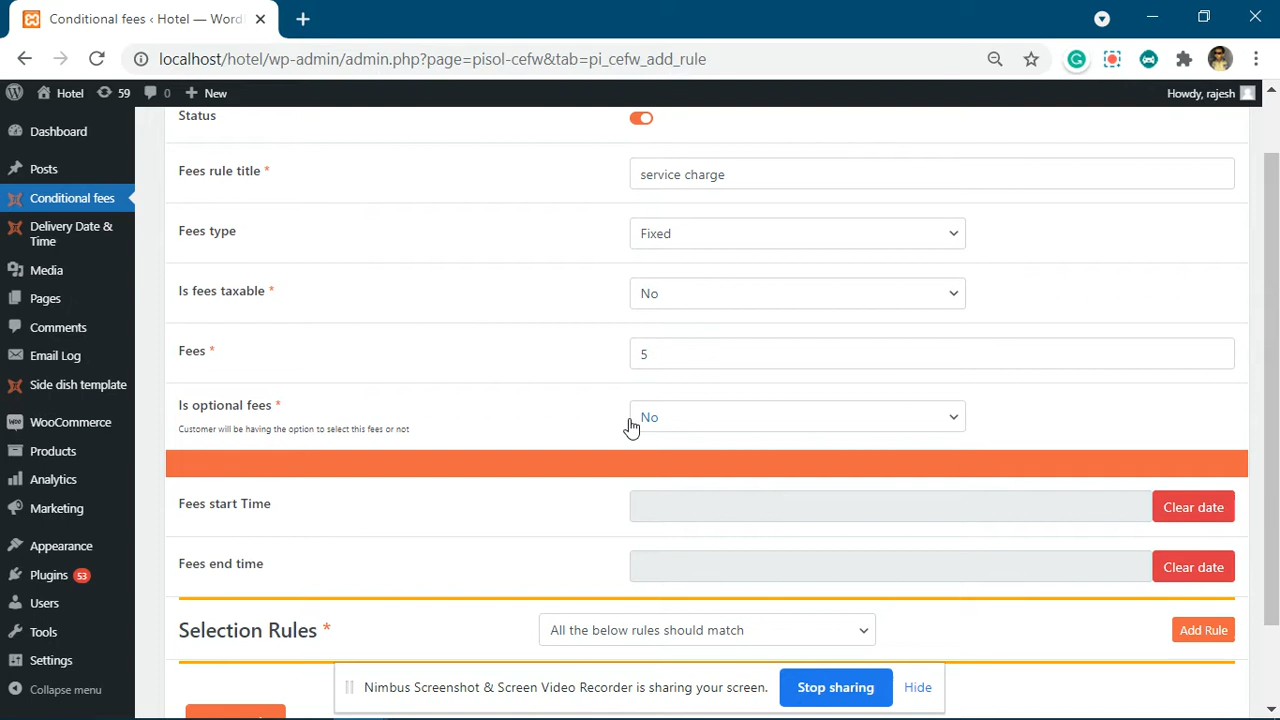 Conditional fees ‹ Hotel — Word
localhost/hotel/wp-admin/admin.php?page=pisol-cefw&tab=pi_cefw_add_rule
Hotel 59 0 New Howdy, rajesh
Dashboard
Posts
Conditional fees
Delivery Date &
Time
Media
Pages
Comments
Email Log
Side dish template
WooCommerce
Products
Analytics
Marketing
Appearance
Plugins 53
Users
Tools
Settings
Collapse menu
Status
Fees rule title * service charge
Fees type Fixed
Is fees taxable * No
Fees * 5
Is optional fees * No
Customer will be having the option to select this fees or not
Fees start Time Clear date
Fees end time Clear date
Selection Rules * All the below rules should match Add Rule
Nimbus Screenshot & Screen Video Recorder is sharing your screen. Stop sharing Hide